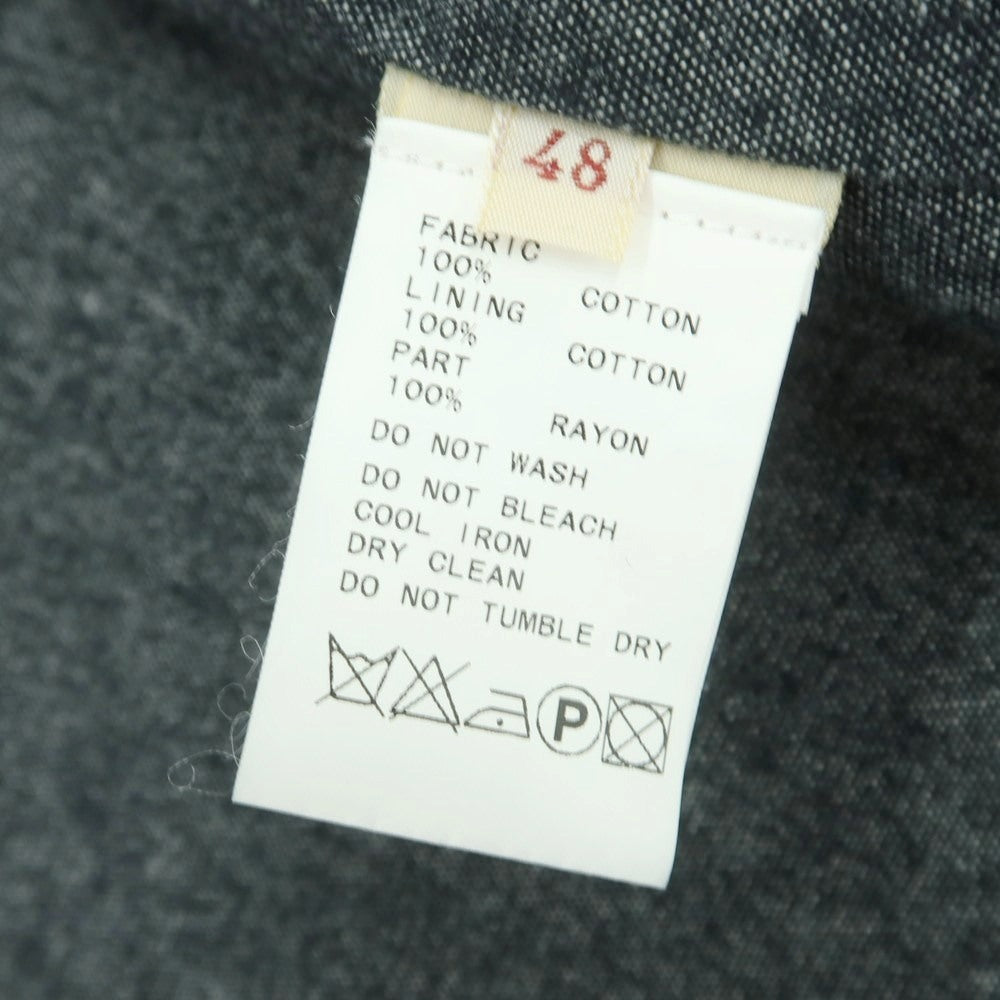 48
FABRIC
100% COTTON
LINING
100% COTTON
PART
100% RAYON
DO NOT WASH
DO NOT BLEACH
COOL IRON
DRY CLEAN
DO NOT TUMBLE DRY
P